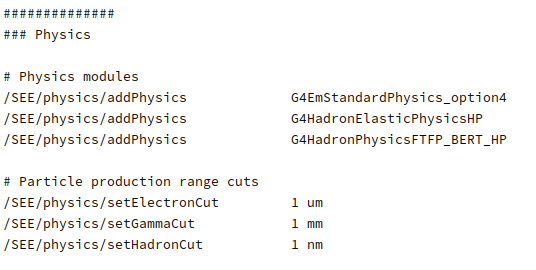 ##############
### Physics
# Physics modules
/SEE/physics/addPhysics G4EmStandardPhysics_option4
/SEE/physics/addPhysics G4HadronElasticPhysicsHP
/SEE/physics/addPhysics G4HadronPhysicsFTFP_BERT_HP
# Particle production range cuts
/SEE/physics/setElectronCut 1 um
/SEE/physics/setGammaCut 1 mm
/SEE/physics/setHadronCut 1 nm